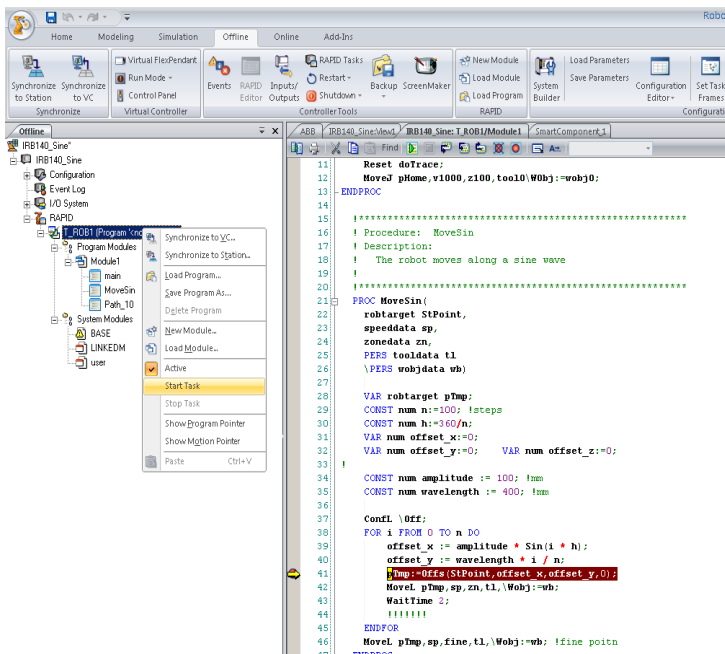 Robo
Home Modeling Simulation Offline Online Add-Ins
Synchronize to Station
Synchronize to VC
Synchronize
Virtual FlexPendant
Run Mode
Control Panel
Virtual Controller
Events
RAPID Editor
Inputs/ Outputs
RAPID Tasks
Restart
Shutdown
Backup
ScreenMaker
Controller Tools
New Module
Load Module
Load Program
RAPID
System Builder
Load Parameters
Save Parameters
Configuration Editor
Set Task Frames
Configurati
Offline
IRB140_Sine*
IRB140_Sine
Configuration
Event Log
I/O System
RAPID
T_ROB1 (Program '<no
Program Modules
Module1
main
MoveSin
Path_10
System Modules
BASE
LINKEDM
user
Synchronize to VC...
Synchronize to Station...
Load Program...
Save Program As...
Delete Program
New Module...
Load Module...
Active
Start Task
Stop Task
Show Program Pointer
Show Motion Pointer
Paste Ctrl+V
ABB IRB140_Sine:View1 IRB140_Sine: T_ROB1/Module1 SmartComponent_1
Find
11 Reset doTrace;
12 MoveJ pHome,v1000,z100,tool0\Wobj:=wobj0;
13 ENDPROC
14
15 !***************************************************
16 ! Procedure: MoveSin
17 ! Description:
18 ! The robot moves along a sine wave
19 !
20 !***************************************************
21 PROC MoveSin(
22 robtarget StPoint,
23 speeddata sp,
24 zonedata zn,
25 PERS tooldata tl
26 \PERS wobjdata wb)
27
28 VAR robtarget pTmp;
29 CONST num n:=100; !steps
30 CONST num h:=360/n;
31 VAR num offset_x:=0;
32 VAR num offset_y:=0; VAR num offset_z:=0;
33 !
34 CONST num amplitude := 100; !mm
35 CONST num wavelength := 400; !mm
36
37 ConfL \Off;
38 FOR i FROM 0 TO n DO
39 offset_x := amplitude * Sin(i * h);
40 offset_y := wavelength * i / n;
41 pTmp:=Offs(StPoint,offset_x,offset_y,0);
42 MoveL pTmp,sp,zn,tl,\Wobj:=wb;
43 WaitTime 2;
44 !!!!!!!
45 ENDFOR
46 MoveL pTmp,sp,fine,tl,\Wobj:=wb; !fine poitn
47 ENDPROC